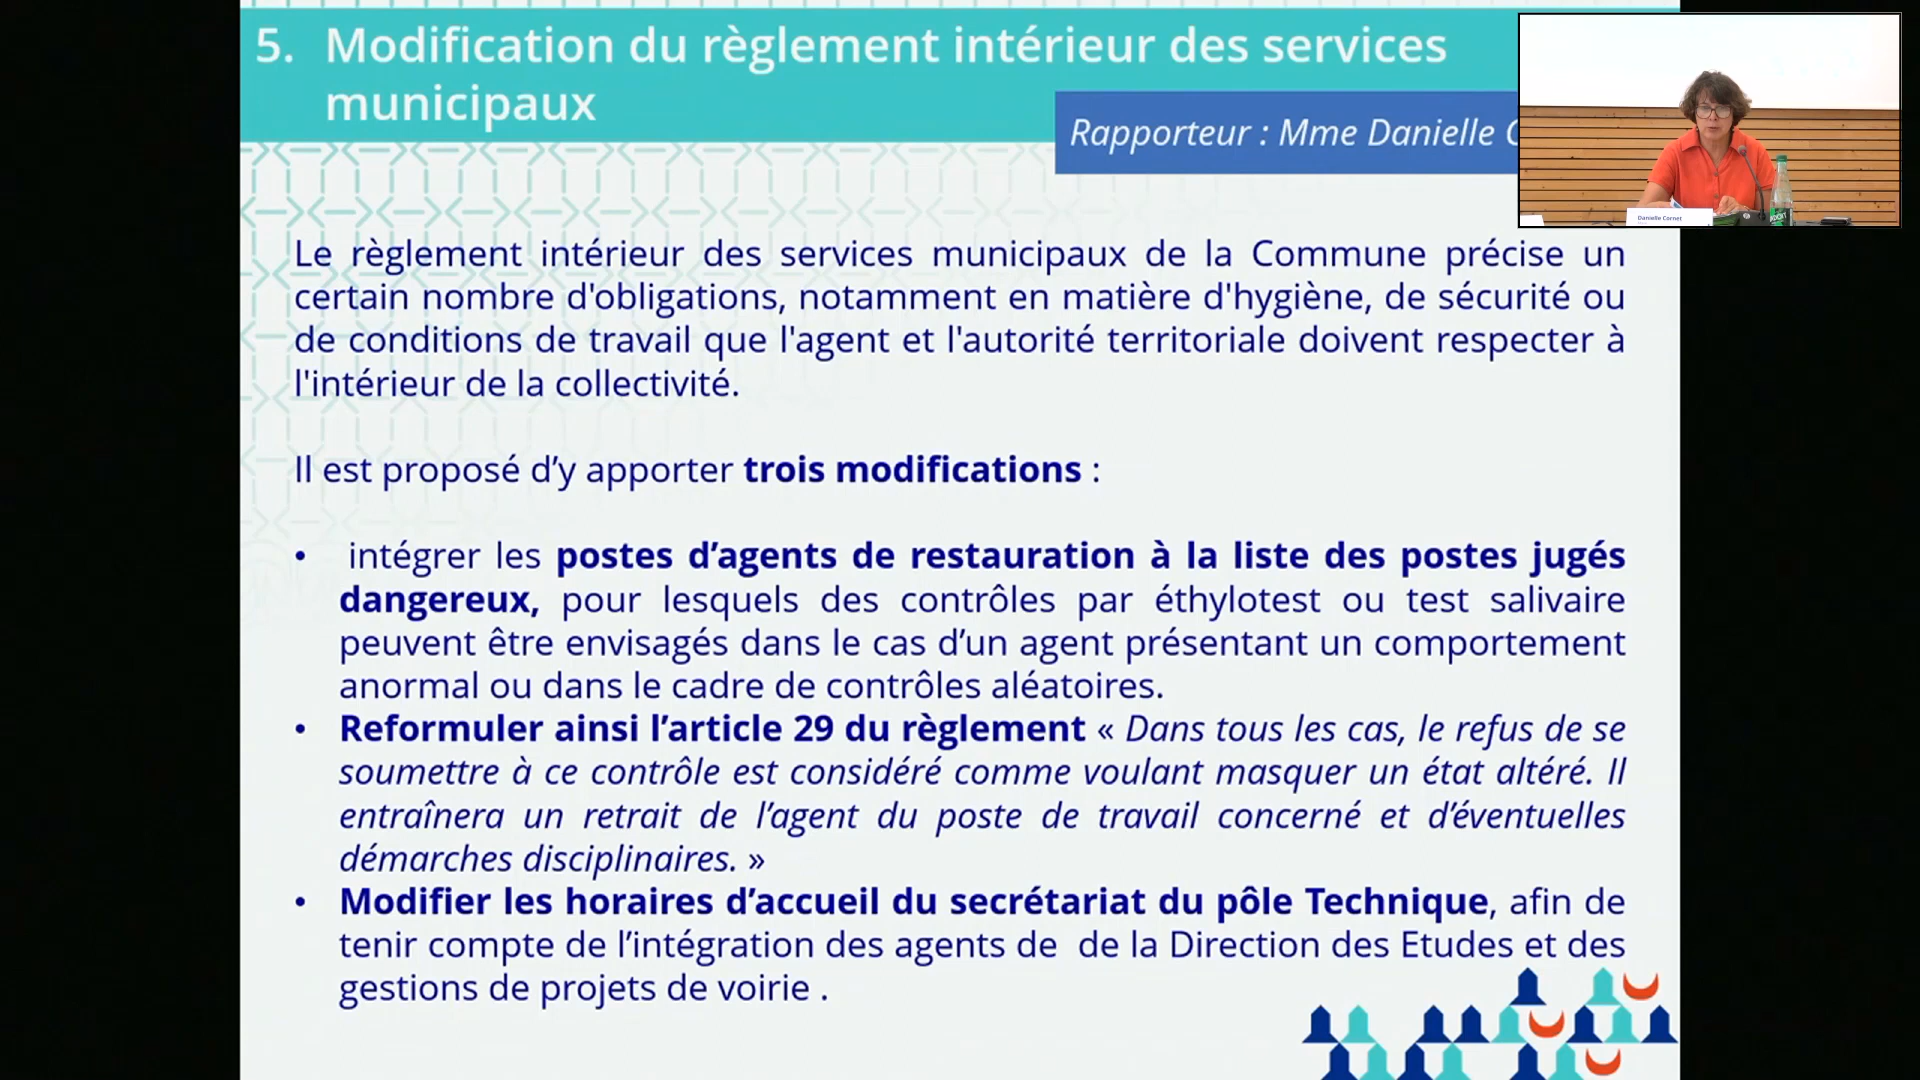 5. Modification du règlement intérieur des services
municipaux
Rapporteur : Mme Danielle
Danielle Cornet
Le règlement intérieur des services municipaux de la Commune précise un
certain nombre d'obligations, notamment en matière d'hygiène, de sécurité ou
de conditions de travail que l'agent et l'autorité territoriale doivent respecter à
l'intérieur de la collectivité.
Il est proposé d’y apporter trois modifications :
• intégrer les postes d’agents de restauration à la liste des postes jugés
dangereux, pour lesquels des contrôles par éthylotest ou test salivaire
peuvent être envisagés dans le cas d’un agent présentant un comportement
anormal ou dans le cadre de contrôles aléatoires.
• Reformuler ainsi l’article 29 du règlement « Dans tous les cas, le refus de se
soumettre à ce contrôle est considéré comme voulant masquer un état altéré. Il
entraînera un retrait de l’agent du poste de travail concerné et d’éventuelles
démarches disciplinaires. »
• Modifier les horaires d’accueil du secrétariat du pôle Technique, afin de
tenir compte de l’intégration des agents de de la Direction des Etudes et des
gestions de projets de voirie .